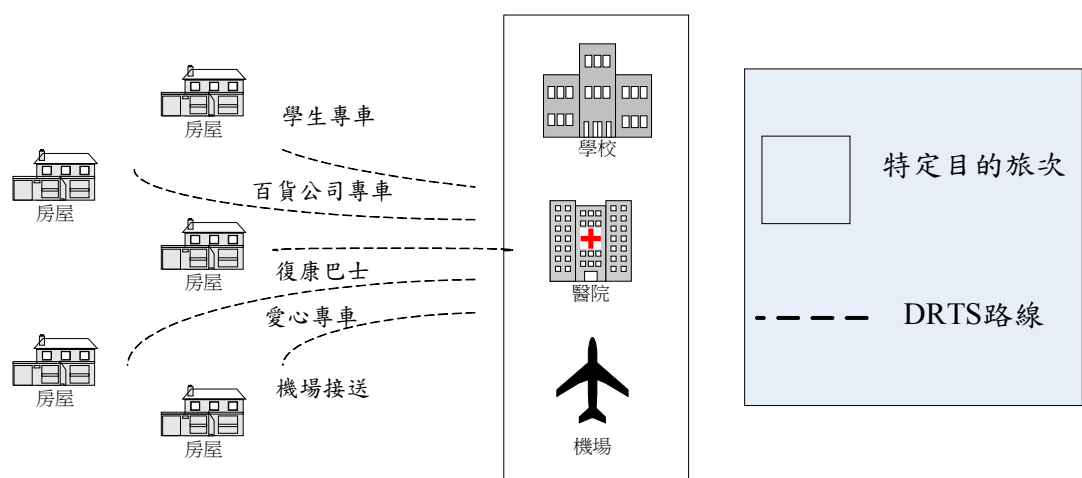 房屋
學生專車
房屋
百貨公司專車
房屋
復康巴士
愛心專車
房屋
機場接送
房屋
學校
醫院
機場
特定目的旅次
DRTS路線